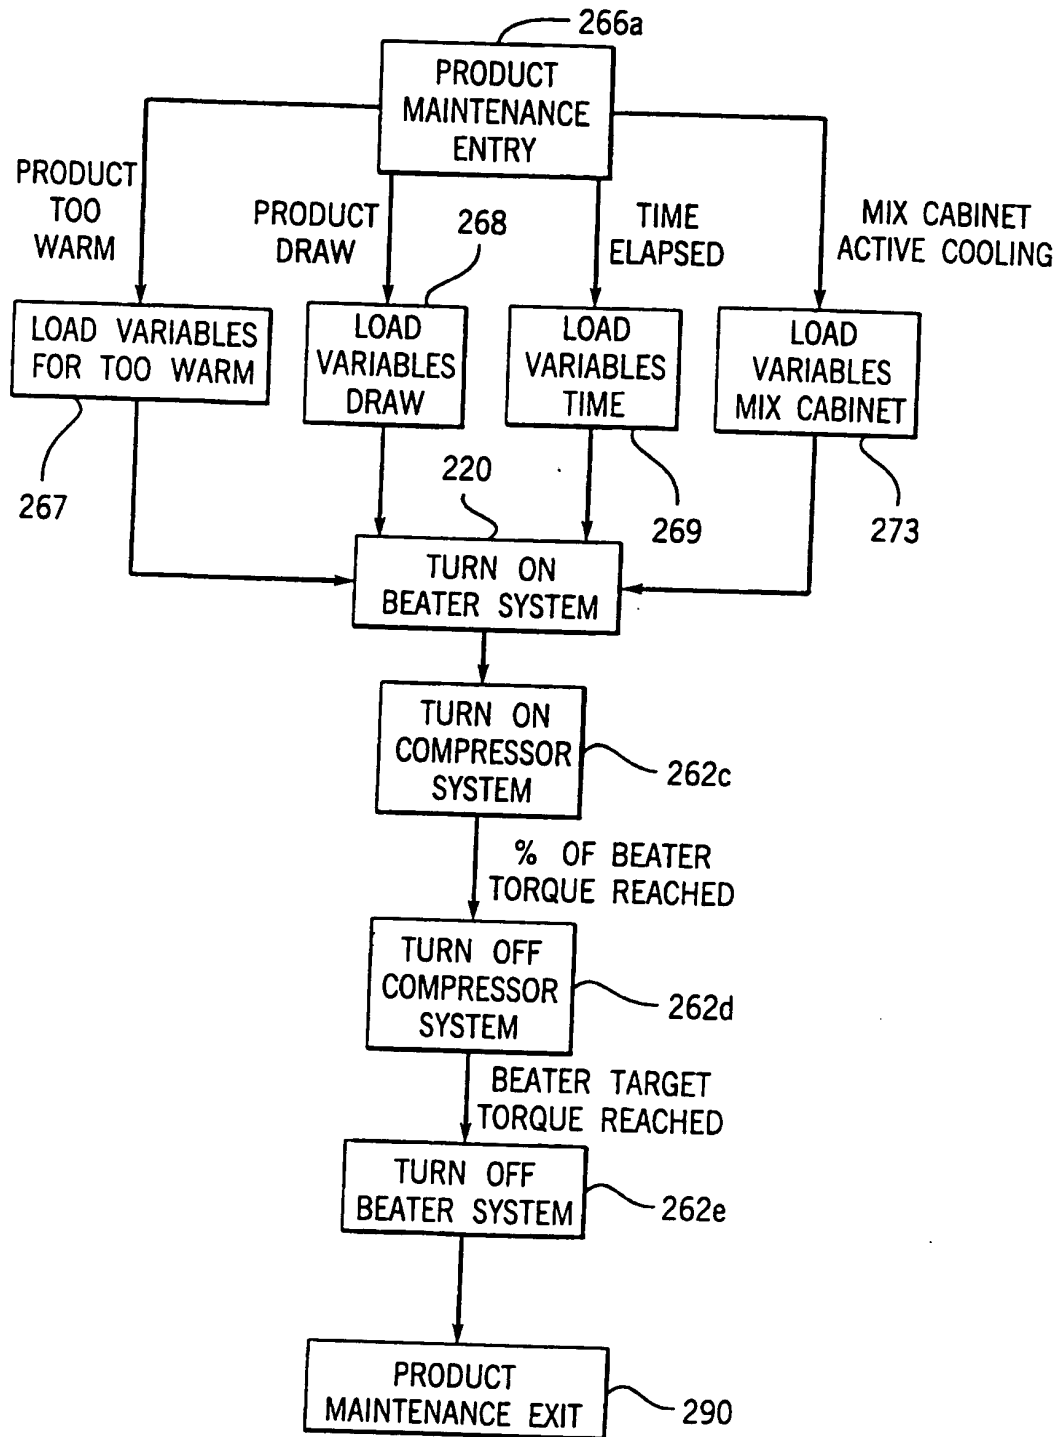 266a
PRODUCT
MAINTENANCE
ENTRY
PRODUCT
TOO
WARM
PRODUCT
DRAW
268
TIME
ELAPSED
MIX CABINET
ACTIVE COOLING
LOAD VARIABLES
FOR TOO WARM
LOAD
VARIABLES
DRAW
LOAD
VARIABLES
TIME
LOAD
VARIABLES
MIX CABINET
267
220
269
273
TURN ON
BEATER SYSTEM
TURN ON
COMPRESSOR
SYSTEM
262c
% OF BEATER
TORQUE REACHED
TURN OFF
COMPRESSOR
SYSTEM
262d
BEATER TARGET
TORQUE REACHED
TURN OFF
BEATER SYSTEM
262e
PRODUCT
MAINTENANCE EXIT
290